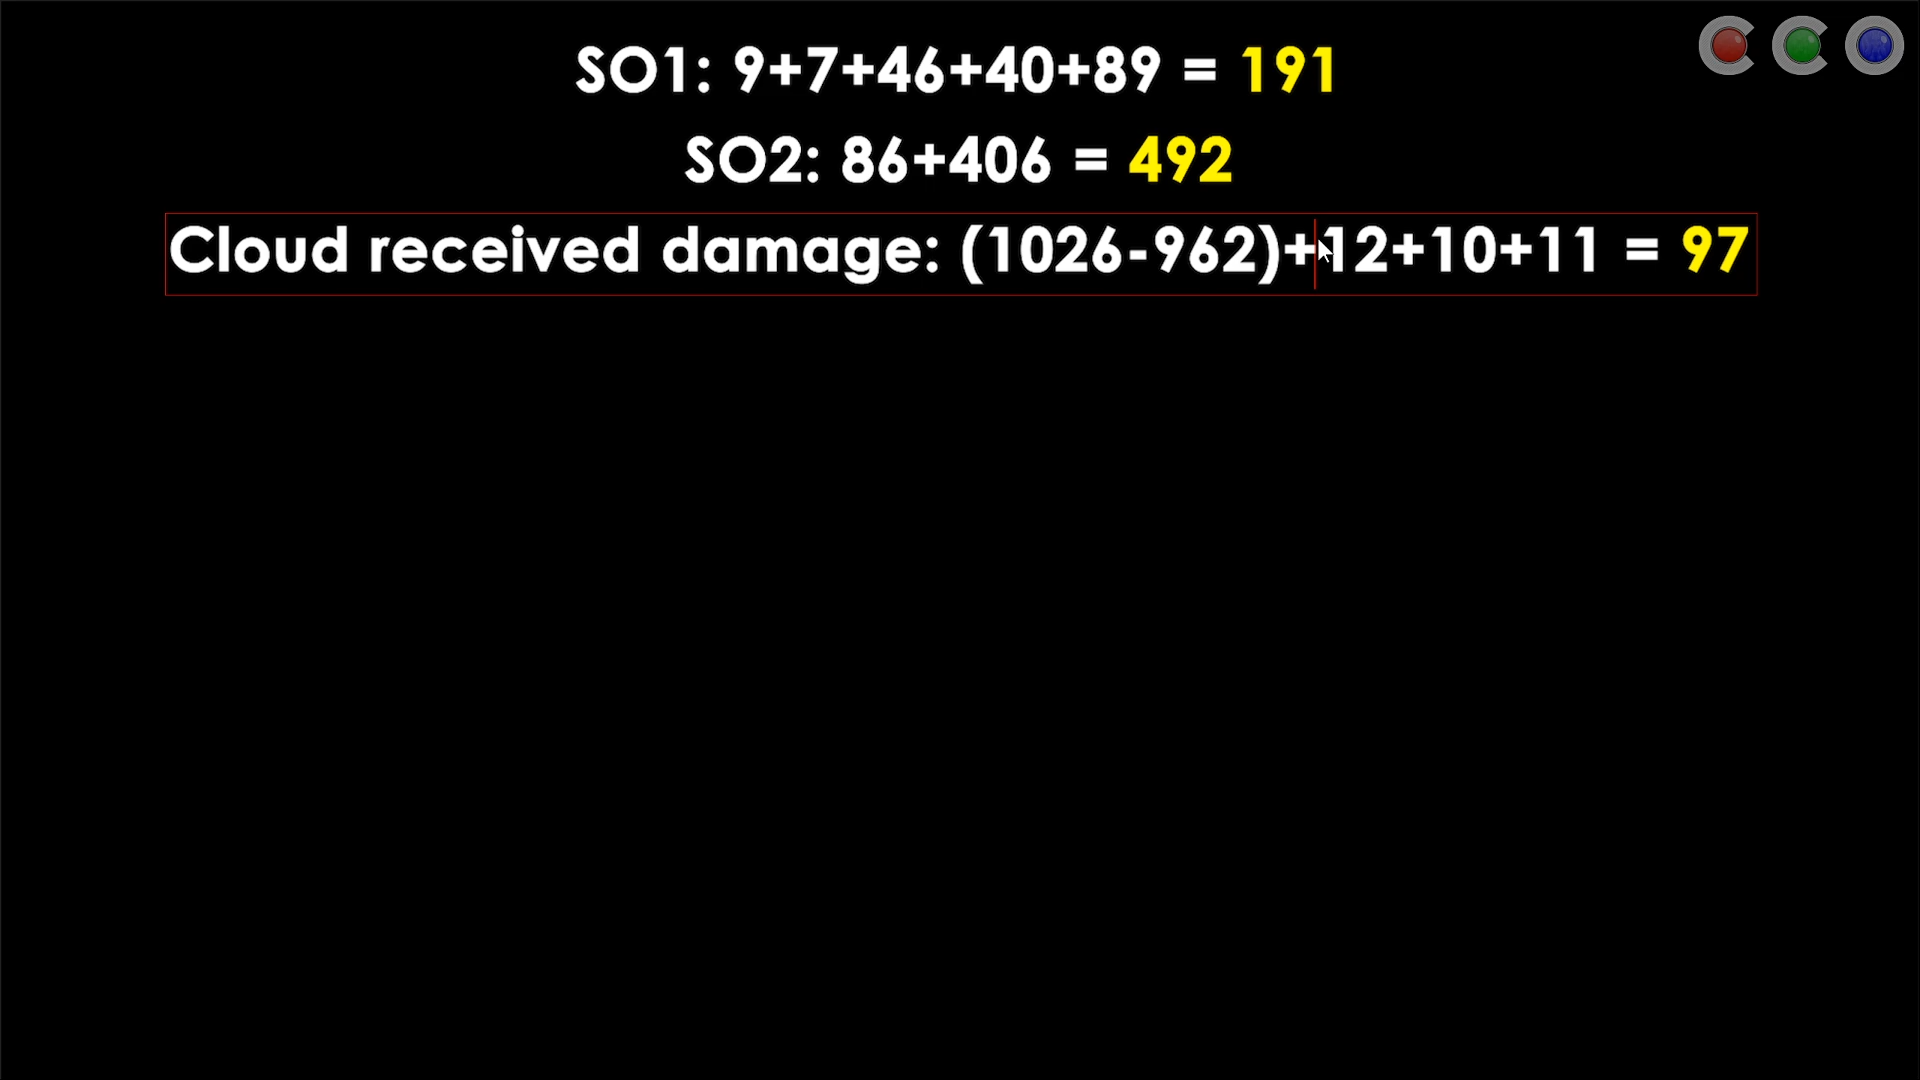 SO1: 9+7+46+40+89 = 191
SO2: 86+406 = 492
Cloud received damage: (1026-962)+12+10+11 = 97